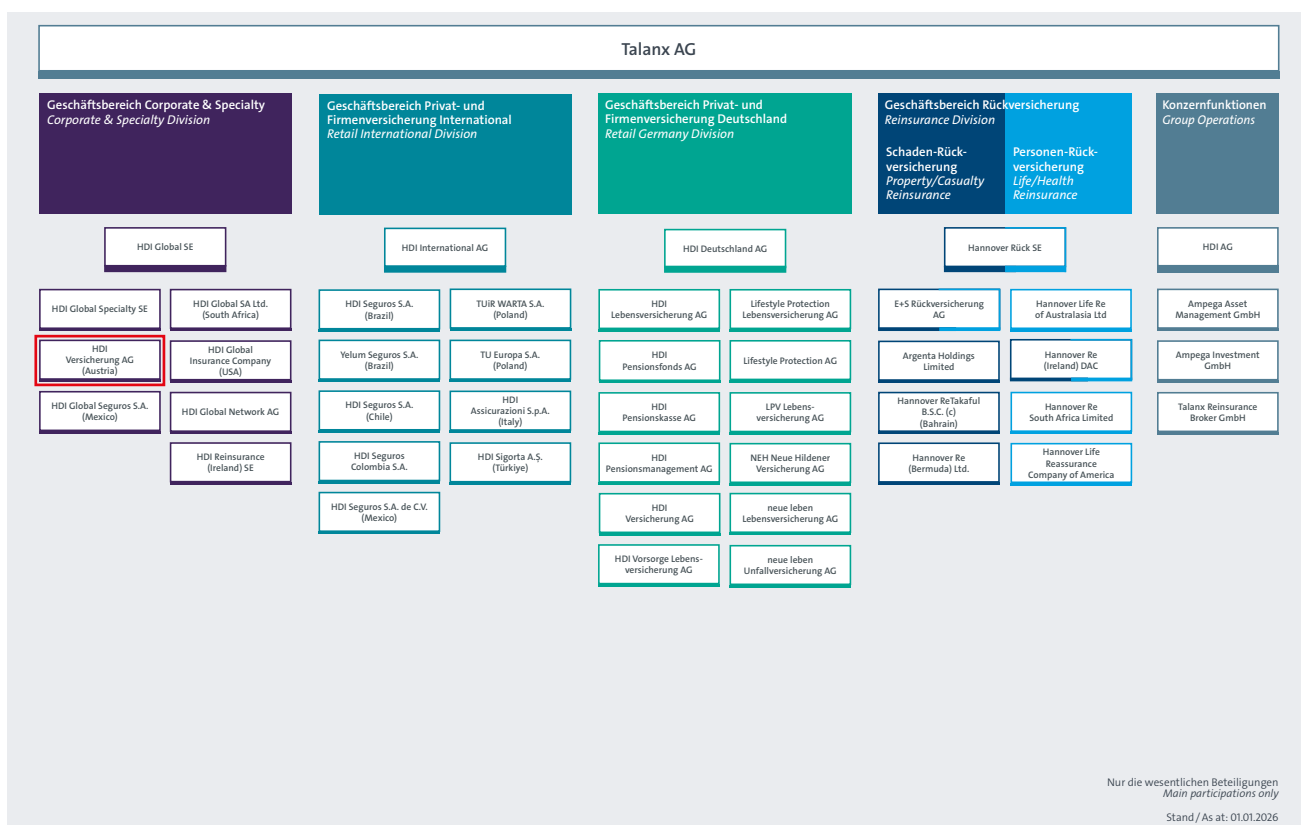 Talanx AG
Geschäftsbereich Corporate & Specialty
Corporate & Specialty Division
Geschäftsbereich Privat- und
Firmenversicherung International
Retail International Division
Geschäftsbereich Privat- und
Firmenversicherung Deutschland
Retail Germany Division
Geschäftsbereich Rückversicherung
Reinsurance Division
Schaden-Rück-
versicherung
Property/Casualty
Reinsurance
Personen-Rück-
versicherung
Life/Health
Reinsurance
Konzernfunktionen
Group Operations
HDI Global SE
HDI International AG
HDI Deutschland AG
Hannover Rück SE
HDI AG
HDI Global Specialty SE
HDI Global SA Ltd.
(South Africa)
HDI
Versicherung AG
(Austria)
HDI Global
Insurance Company
(USA)
HDI Global Seguros S.A.
(Mexico)
HDI Global Network AG
HDI Reinsurance
(Ireland) SE
HDI Seguros S.A.
(Brazil)
TUiR WARTA S.A.
(Poland)
Yelum Seguros S.A.
(Brazil)
TU Europa S.A.
(Poland)
HDI Seguros S.A.
(Chile)
HDI
Assicurazioni S.p.A.
(Italy)
HDI Seguros
Colombia S.A.
HDI Sigorta A.Ş.
(Türkiye)
HDI Seguros S.A. de C.V.
(Mexico)
HDI
Lebensversicherung AG
Lifestyle Protection
Lebensversicherung AG
HDI
Pensionsfonds AG
Lifestyle Protection AG
HDI
Pensionskasse AG
LPV Lebens-
versicherung AG
HDI
Pensionsmanagement AG
NEH Neue Hildener
Versicherung AG
HDI
Versicherung AG
neue leben
Lebensversicherung AG
HDI Vorsorge Lebens-
versicherung AG
neue leben
Unfallversicherung AG
E+S Rückversicherung
AG
Hannover Life Re
of Australasia Ltd
Argenta Holdings
Limited
Hannover Re
(Ireland) DAC
Hannover ReTakaful
B.S.C. (c)
(Bahrain)
Hannover Re
South Africa Limited
Hannover Re
(Bermuda) Ltd.
Hannover Life
Reassurance
Company of America
Ampega Asset
Management GmbH
Ampega Investment
GmbH
Talanx Reinsurance
Broker GmbH
Nur die wesentlichen Beteiligungen
Main participations only
Stand / As at: 01.01.2026